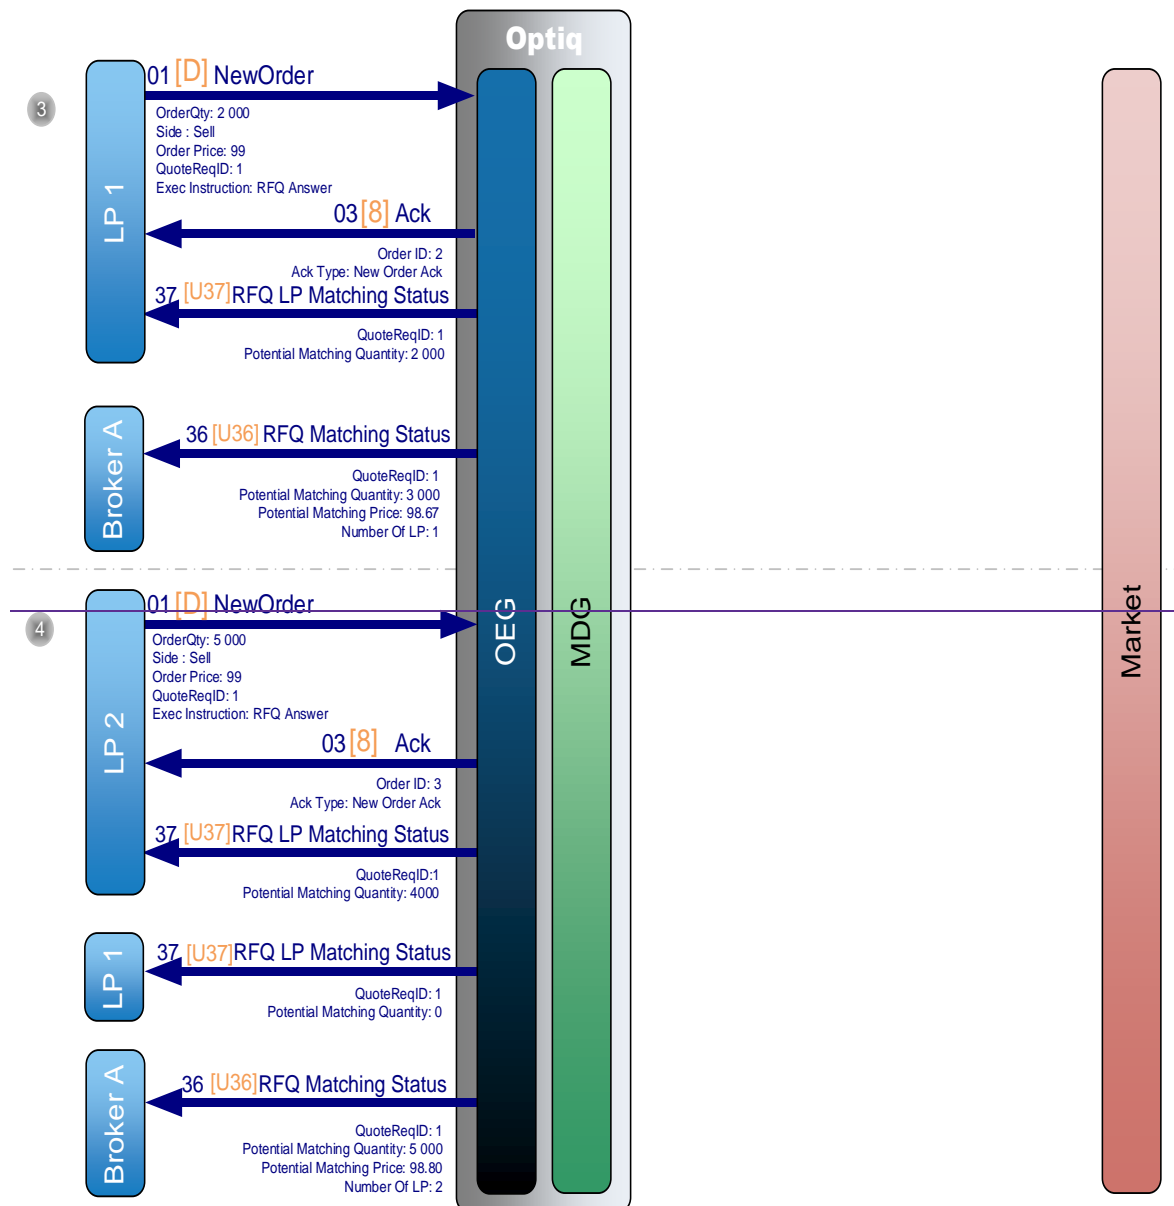 Optiq
3
LP 1
01 [D] NewOrder
OrderQty: 2 000
Side : Sell
Order Price: 99
QuoteReqID: 1
Exec Instruction: RFQ Answer
03 [8] Ack
Order ID: 2
Ack Type: New Order Ack
37 [U37] RFQ LP Matching Status
QuoteReqID: 1
Potential Matching Quantity: 2 000
Broker A
36 [U36] RFQ Matching Status
QuoteReqID: 1
Potential Matching Quantity: 3 000
Potential Matching Price: 98.67
Number Of LP: 1
OEG
MDG
Market
4
LP 2
01 [D] NewOrder
OrderQty: 5 000
Side : Sell
Order Price: 99
QuoteReqID: 1
Exec Instruction: RFQ Answer
03 [8] Ack
Order ID: 3
Ack Type: New Order Ack
37 [U37] RFQ LP Matching Status
QuoteReqID:1
Potential Matching Quantity: 4000
LP 1
37 [U37] RFQ LP Matching Status
QuoteReqID: 1
Potential Matching Quantity: 0
Broker A
36 [U36] RFQ Matching Status
QuoteReqID: 1
Potential Matching Quantity: 5 000
Potential Matching Price: 98.80
Number Of LP: 2